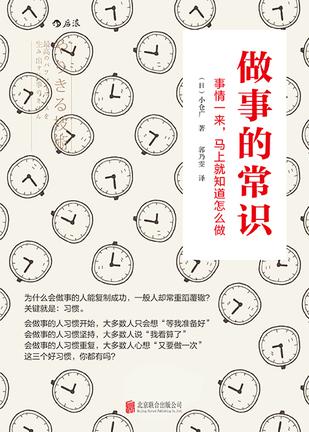 后浪
做事的常识
事情一来，马上就知道怎么做
（日）小仓广 著
郭乃雯 译
为什么会做事的人能复制成功，一般人却常重蹈覆辙？
关键就是：习惯。
会做事的人习惯开始，大多数人只会想“等我准备好”
会做事的人习惯坚持，大多数人说“我看算了”
会做事的人习惯重复，大多数人心想“又要做一次”
这三个好习惯，你都有吗？
北京联合出版公司
Beijing United Publishing Co.,Ltd.